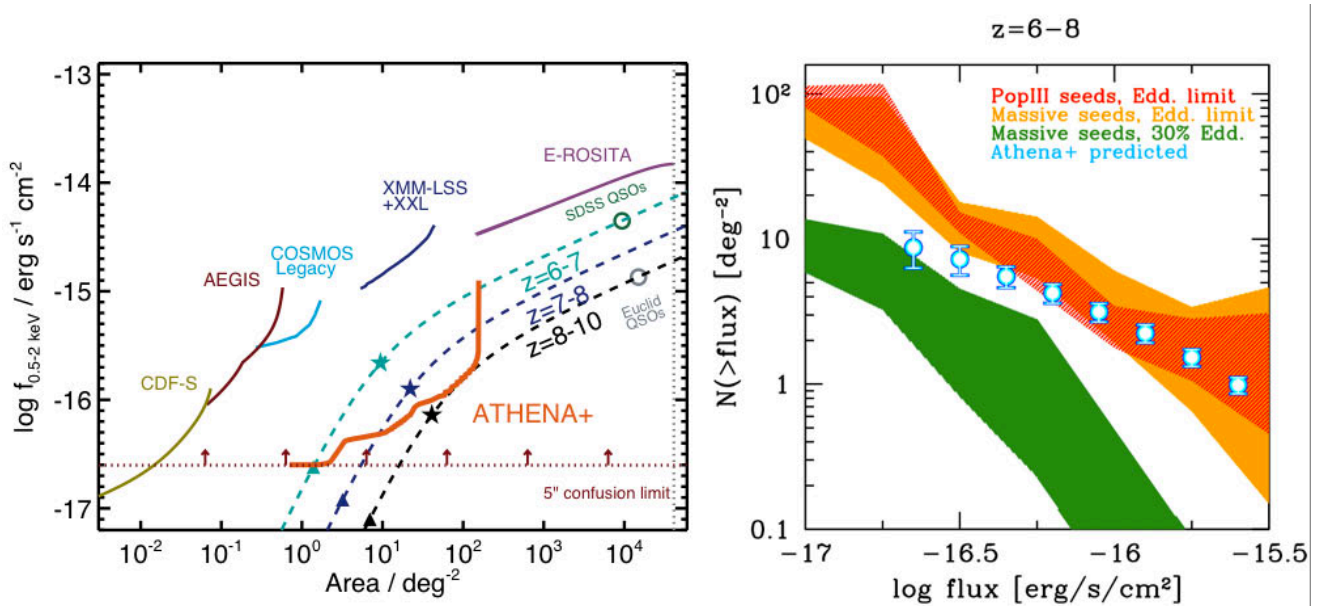 -13
-14
-15
-16
-17
log f0.5-2 keV / erg s⁻¹ cm⁻²
E-ROSITA
XMM-LSS
+XXL
SDSS QSOs
COSMOS
Legacy
AEGIS
z=6-7
z=7-8
z=8-10
Euclid
QSOs
CDF-S
ATHENA+
5" confusion limit
10⁻² 10⁻¹ 10⁰ 10¹ 10² 10³ 10⁴
Area / deg⁻²
z=6−8
10²
10
1
0.1
N(>flux) [deg⁻²]
PopIII seeds, Edd. limit
Massive seeds, Edd. limit
Massive seeds, 30% Edd.
Athena+ predicted
−17 −16.5 −16 −15.5
log flux [erg/s/cm²]